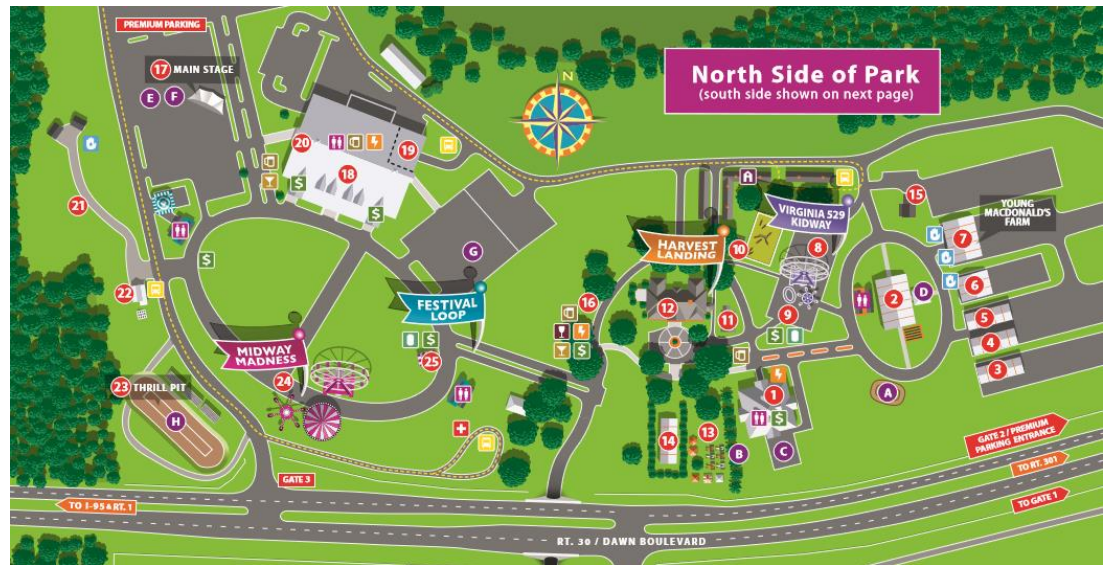 PREMIUM PARKING
17 MAIN STAGE
E F
N
North Side of Park
(south side shown on next page)
20
19
18
$
$
21
$
22
G
FESTIVAL
LOOP
$
25
MIDWAY
MADNESS
24
23 THRILL PIT
H
GATE 3
16
$
HARVEST
LANDING
10
VIRGINIA 529
KIDWAY
8
15
YOUNG
MACDONALD'S
FARM
7
6
5
4
3
2
D
A
9
$
11
12
1
$
13
14
B
C
GATE 2 / PREMIUM
PARKING ENTRANCE
TO RT. 301
TO GATE 1
TO I-95 & RT. 1
RT. 30 / DAWN BOULEVARD